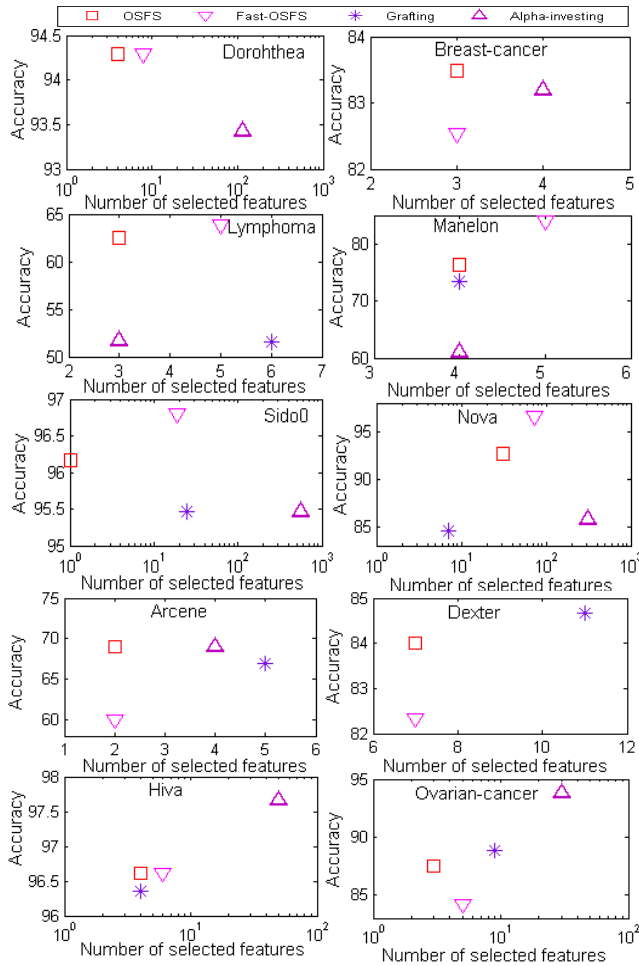 OSFS Fast-OSFS Grafting Alpha-investing
Dorohthea
Accuracy
94.5
94
93.5
93
10^0 10^1 10^2 10^3
Number of selected features
Breast-cancer
Accuracy
84
83
82
2 3 4 5
Number of selected features
Lymphoma
Accuracy
65
60
55
50
2 3 4 5 6 7
Number of selected features
Manelon
Accuracy
80
70
60
3 4 5 6
Number of selected features
Sido0
Accuracy
97
96.5
96
95.5
95
10^0 10^1 10^2 10^3
Number of selected features
Nova
Accuracy
95
90
85
10^0 10^1 10^2 10^3
Number of selected features
Arcene
Accuracy
75
70
65
60
1 2 3 4 5 6
Number of selected features
Dexter
Accuracy
85
84
83
82
6 8 10 12
Number of selected features
Hiva
Accuracy
98
97.5
97
96.5
96
10^0 10^1 10^2
Number of selected features
Ovarian-cancer
Accuracy
95
90
85
10^0 10^1 10^2
Number of selected features